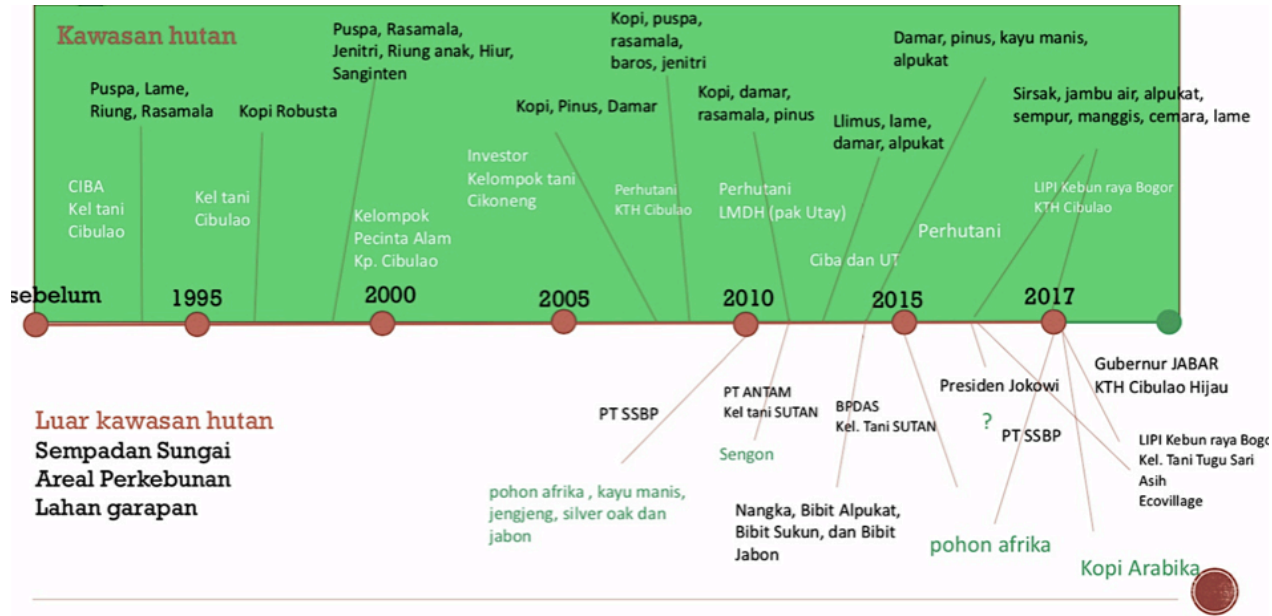 Kawasan hutan
Puspa, Lame,
Riung, Rasamala
Kopi Robusta
Puspa, Rasamala,
Jenitri, Riung anak, Hiur,
Sanginten
Kopi, Pinus, Damar
Kopi, puspa,
rasamala,
baros, jenitri
Kopi, damar,
rasamala, pinus
Llimus, lame,
damar, alpukat
Damar, pinus, kayu manis,
alpukat
Sirsak, jambu air, alpukat,
sempur, manggis, cemara, lame
CIBA
Kel tani
Cibulao
Kel tani
Cibulao
Kelompok
Pecinta Alam
Kp. Cibulao
Investor
Kelompok tani
Cikoneng
Perhutani
KTH Cibulao
Perhutani
LMDH (pak Utay)
Ciba dan UT
Perhutani
LIPI Kebun raya Bogor
KTH Cibulao
sebelum
1995
2000
2005
2010
2015
2017
Luar kawasan hutan
Sempadan Sungai
Areal Perkebunan
Lahan garapan
PT SSBP
pohon afrika , kayu manis,
jengjeng, silver oak dan
jabon
PT ANTAM
Kel tani SUTAN
Sengon
BPDAS
Kel. Tani SUTAN
Nangka, Bibit Alpukat,
Bibit Sukun, dan Bibit
Jabon
Presiden Jokowi
?
PT SSBP
pohon afrika
Gubernur JABAR
KTH Cibulao Hijau
LIPI Kebun raya Bogo
Kel. Tani Tugu Sari
Asih
Ecovillage
Kopi Arabika